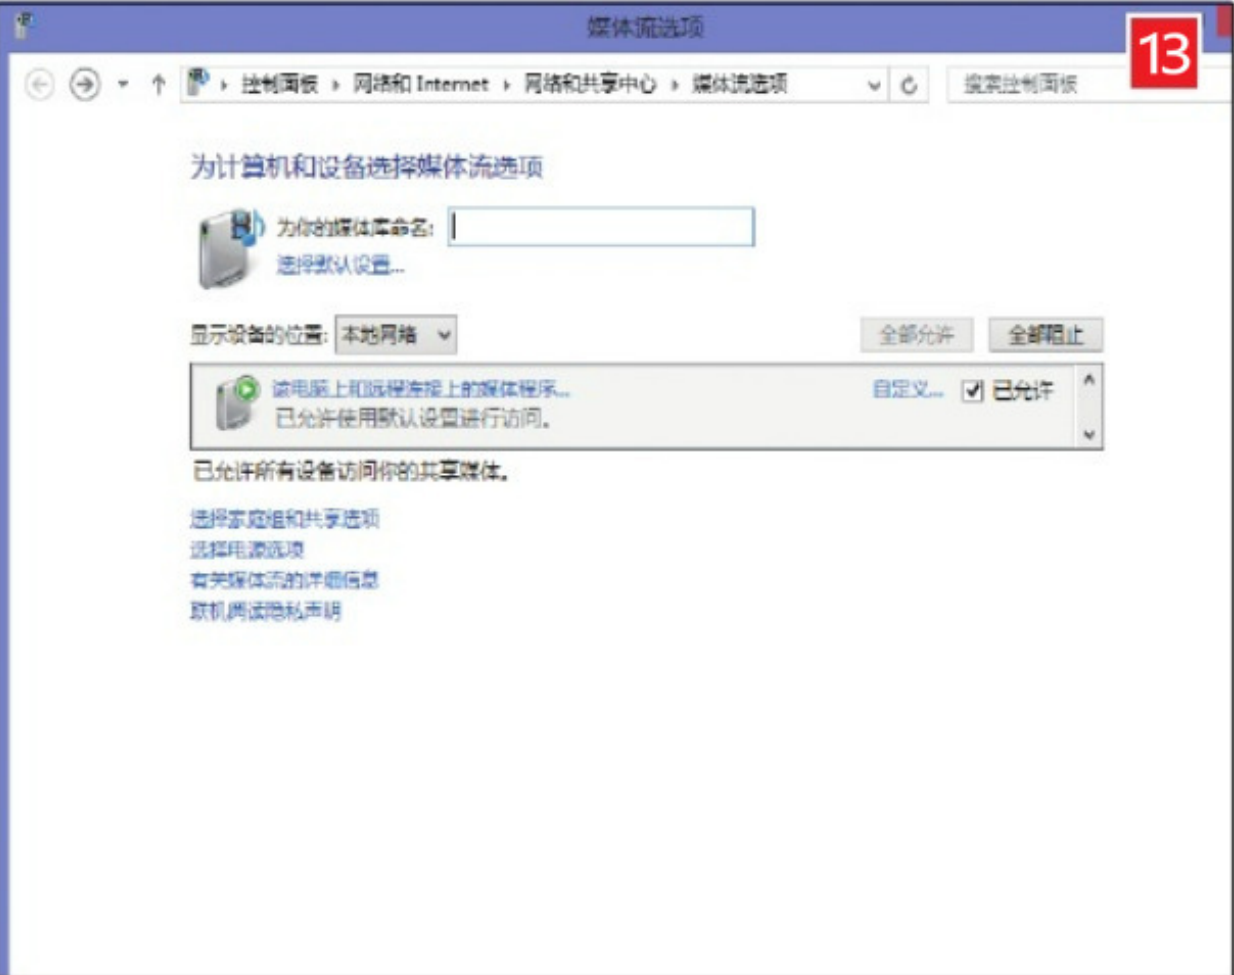 媒体流选项
13
控制面板 网络和 Internet 网络和共享中心 媒体流选项 搜索控制面板
为计算机和设备选择媒体流选项
为你的媒体库命名:
选择默认设置...
显示设备的位置: 本地网络 全部允许 全部阻止
该电脑上和远程连接上的媒体程序... 自定义... 已允许
已允许使用默认设置进行访问。
已允许所有设备访问你的共享媒体。
选择家庭组和共享选项
选择电源选项
有关媒体流的详细信息
联机阅读隐私声明